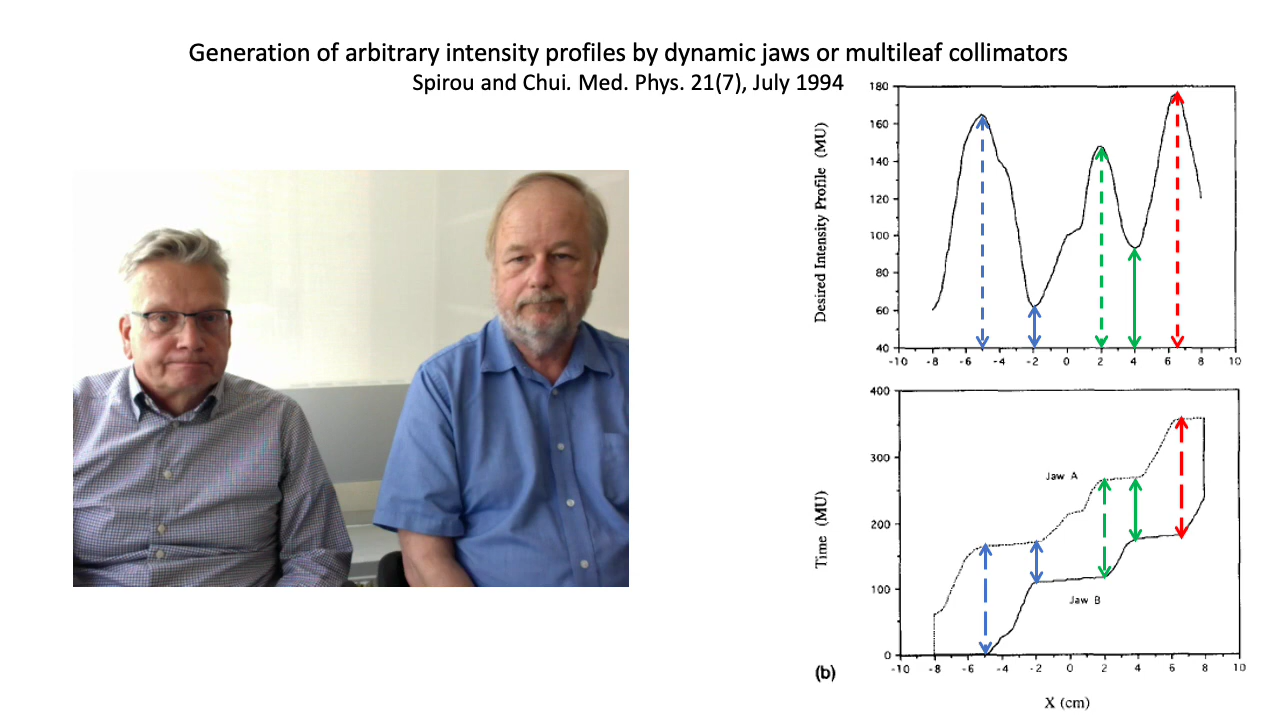 Generation of arbitrary intensity profiles by dynamic jaws or multileaf collimators
Spirou and Chui. Med. Phys. 21(7), July 1994
Desired Intensity Profile (MU)
180
160
140
120
100
80
60
40
-10 -8 -6 -4 -2 0 2 4 6 8 10
Time (MU)
400
300
200
100
0
Jaw A
Jaw B
-10 -8 -6 -4 -2 0 2 4 6 8 10
(b)
X (cm)